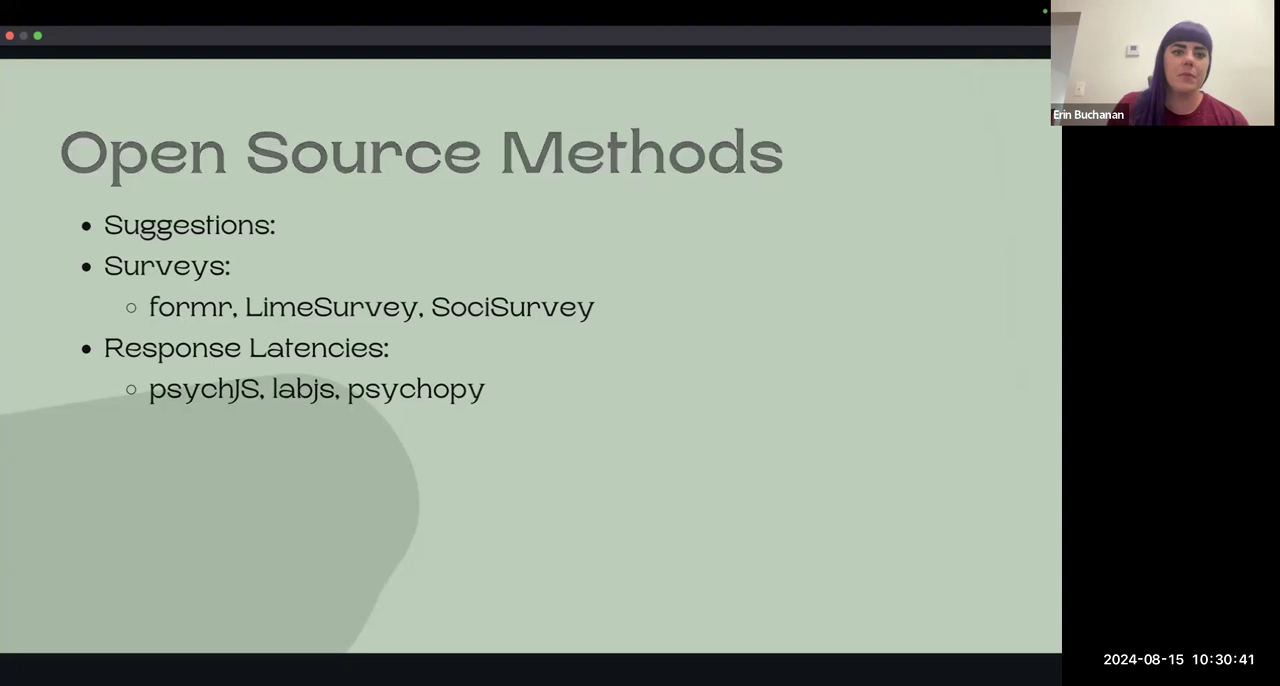 Open Source Methods
Suggestions:
Surveys:
formr, LimeSurvey, SociSurvey
Response Latencies:
psychJS, labjs, psychopy
Erin Buchanan
2024-08-15 10:30:41